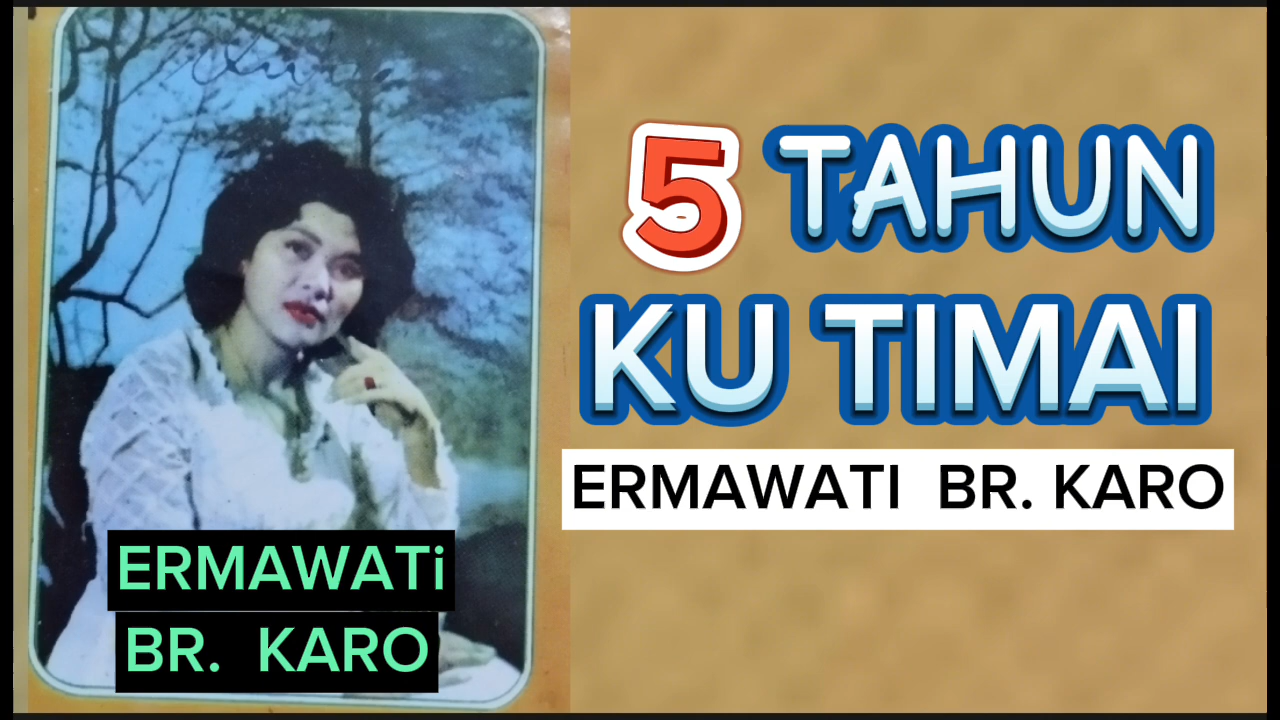 ERMAWATi
BR. KARO
5 TAHUN
KU TIMAI
ERMAWATI BR. KARO